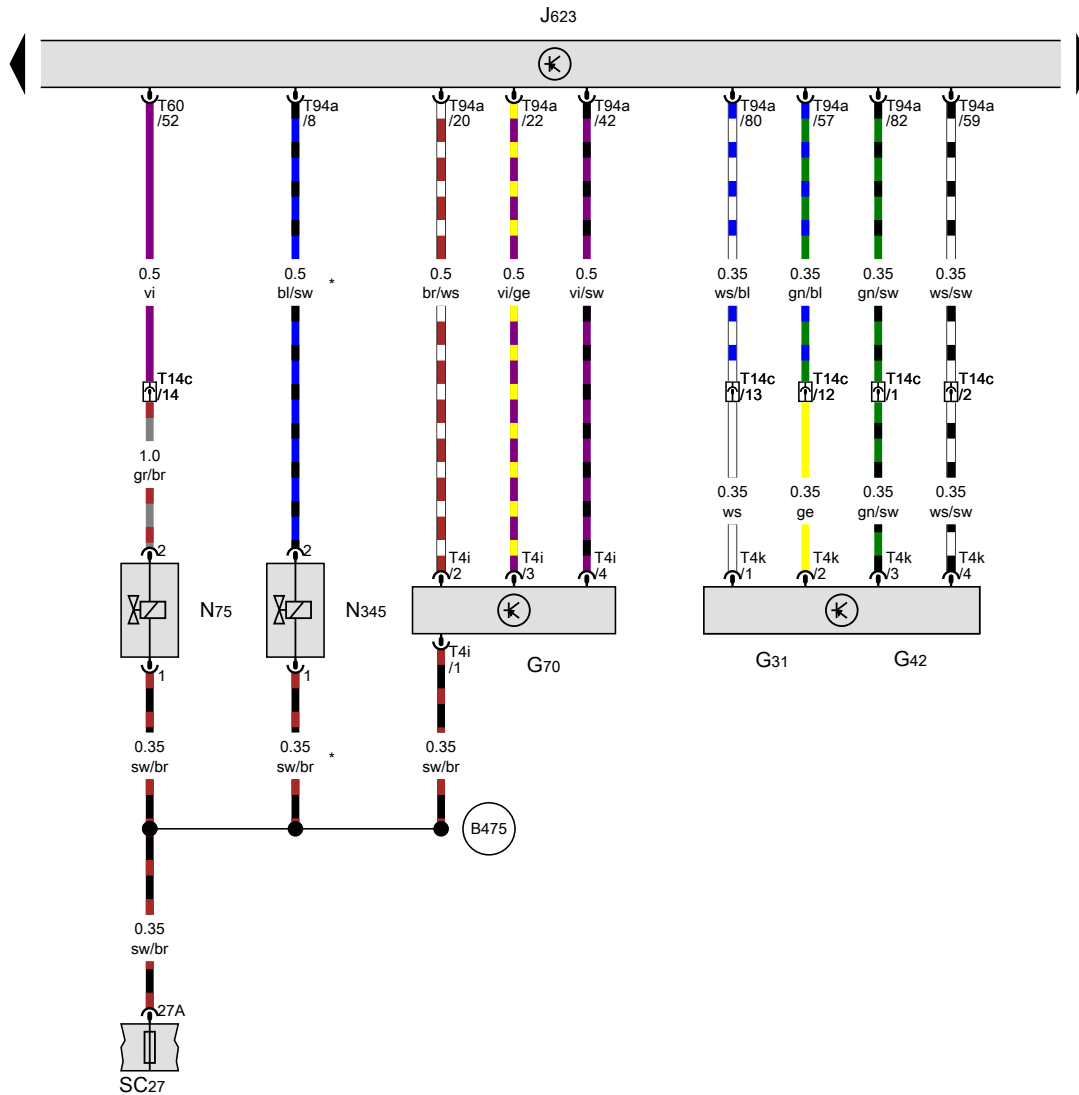 J623
T60 T94a T94a T94a T94a T94a T94a T94a T94a
/52 /8 /20 /22 /42 /80 /57 /82 /59
0.5 0.5 * 0.5 0.5 0.5 0.35 0.35 0.35 0.35
vi bl/sw br/ws vi/ge vi/sw ws/bl gn/bl gn/sw ws/sw
T14c T14c T14c T14c T14c
/14 /13 /12 /1 /2
1.0
gr/br
0.35 0.35 0.35 0.35
ws ge gn/sw ws/sw
2 2 T4i T4i T4i T4k T4k T4k T4k
/2 /3 /4 /1 /2 /3 /4
N75 N345
1 1 T4i
/1
G70 G31 G42
0.35 0.35 * 0.35
sw/br sw/br sw/br
B475
0.35
sw/br
27A
SC27